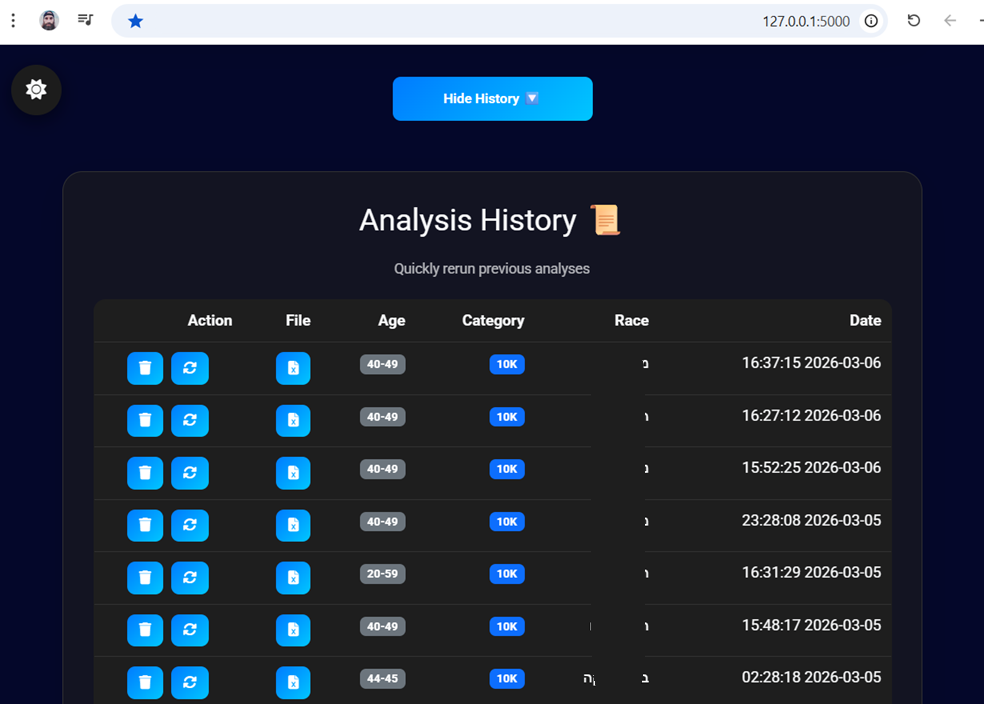 127.0.0.1:5000
Hide History
Analysis History
Quickly rerun previous analyses
Action File Age Category Race Date
40-49 10K 16:37:15 2026-03-06
40-49 10K 16:27:12 2026-03-06
40-49 10K 15:52:25 2026-03-06
40-49 10K 23:28:08 2026-03-05
20-59 10K 16:31:29 2026-03-05
40-49 10K 15:48:17 2026-03-05
44-45 10K 02:28:18 2026-03-05